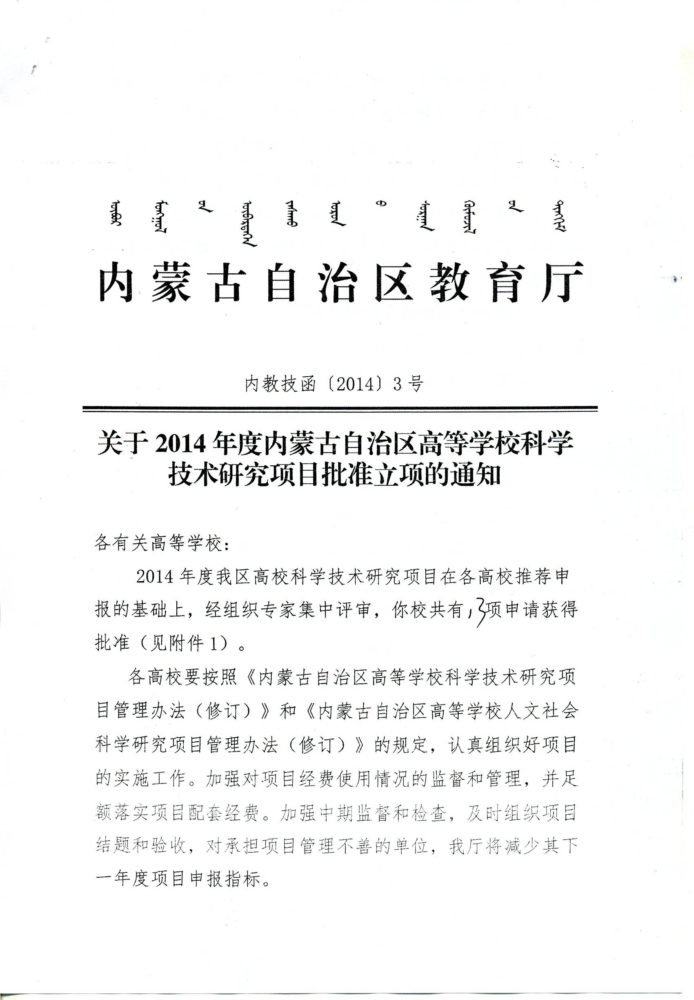 ᠥᠪᠥᠷ ᠮᠣᠩᠭᠣᠯ ᠤᠨ ᠥᠪᠡᠷᠲᠡᠭᠡᠨ ᠵᠠᠰᠠᠬᠤ ᠣᠷᠣᠨ ᠤ ᠰᠤᠷᠭᠠᠨ ᠬᠦᠮᠦᠵᠢᠯ ᠦᠨ ᠲᠢᠩᠬᠢᠮ
内蒙古自治区教育厅
内教技函〔2014〕3号
关于2014年度内蒙古自治区高等学校科学
技术研究项目批准立项的通知
各有关高等学校：
2014年度我区高校科学技术研究项目在各高校推荐申
报的基础上，经组织专家集中评审，你校共有13项申请获得
批准（见附件1）。
各高校要按照《内蒙古自治区高等学校科学技术研究项
目管理办法（修订）》和《内蒙古自治区高等学校人文社会
科学研究项目管理办法（修订）》的规定，认真组织好项目
的实施工作。加强对项目经费使用情况的监督和管理，并足
额落实项目配套经费。加强中期监督和检查，及时组织项目
结题和验收，对承担项目管理不善的单位，我厅将减少其下
一年度项目申报指标。